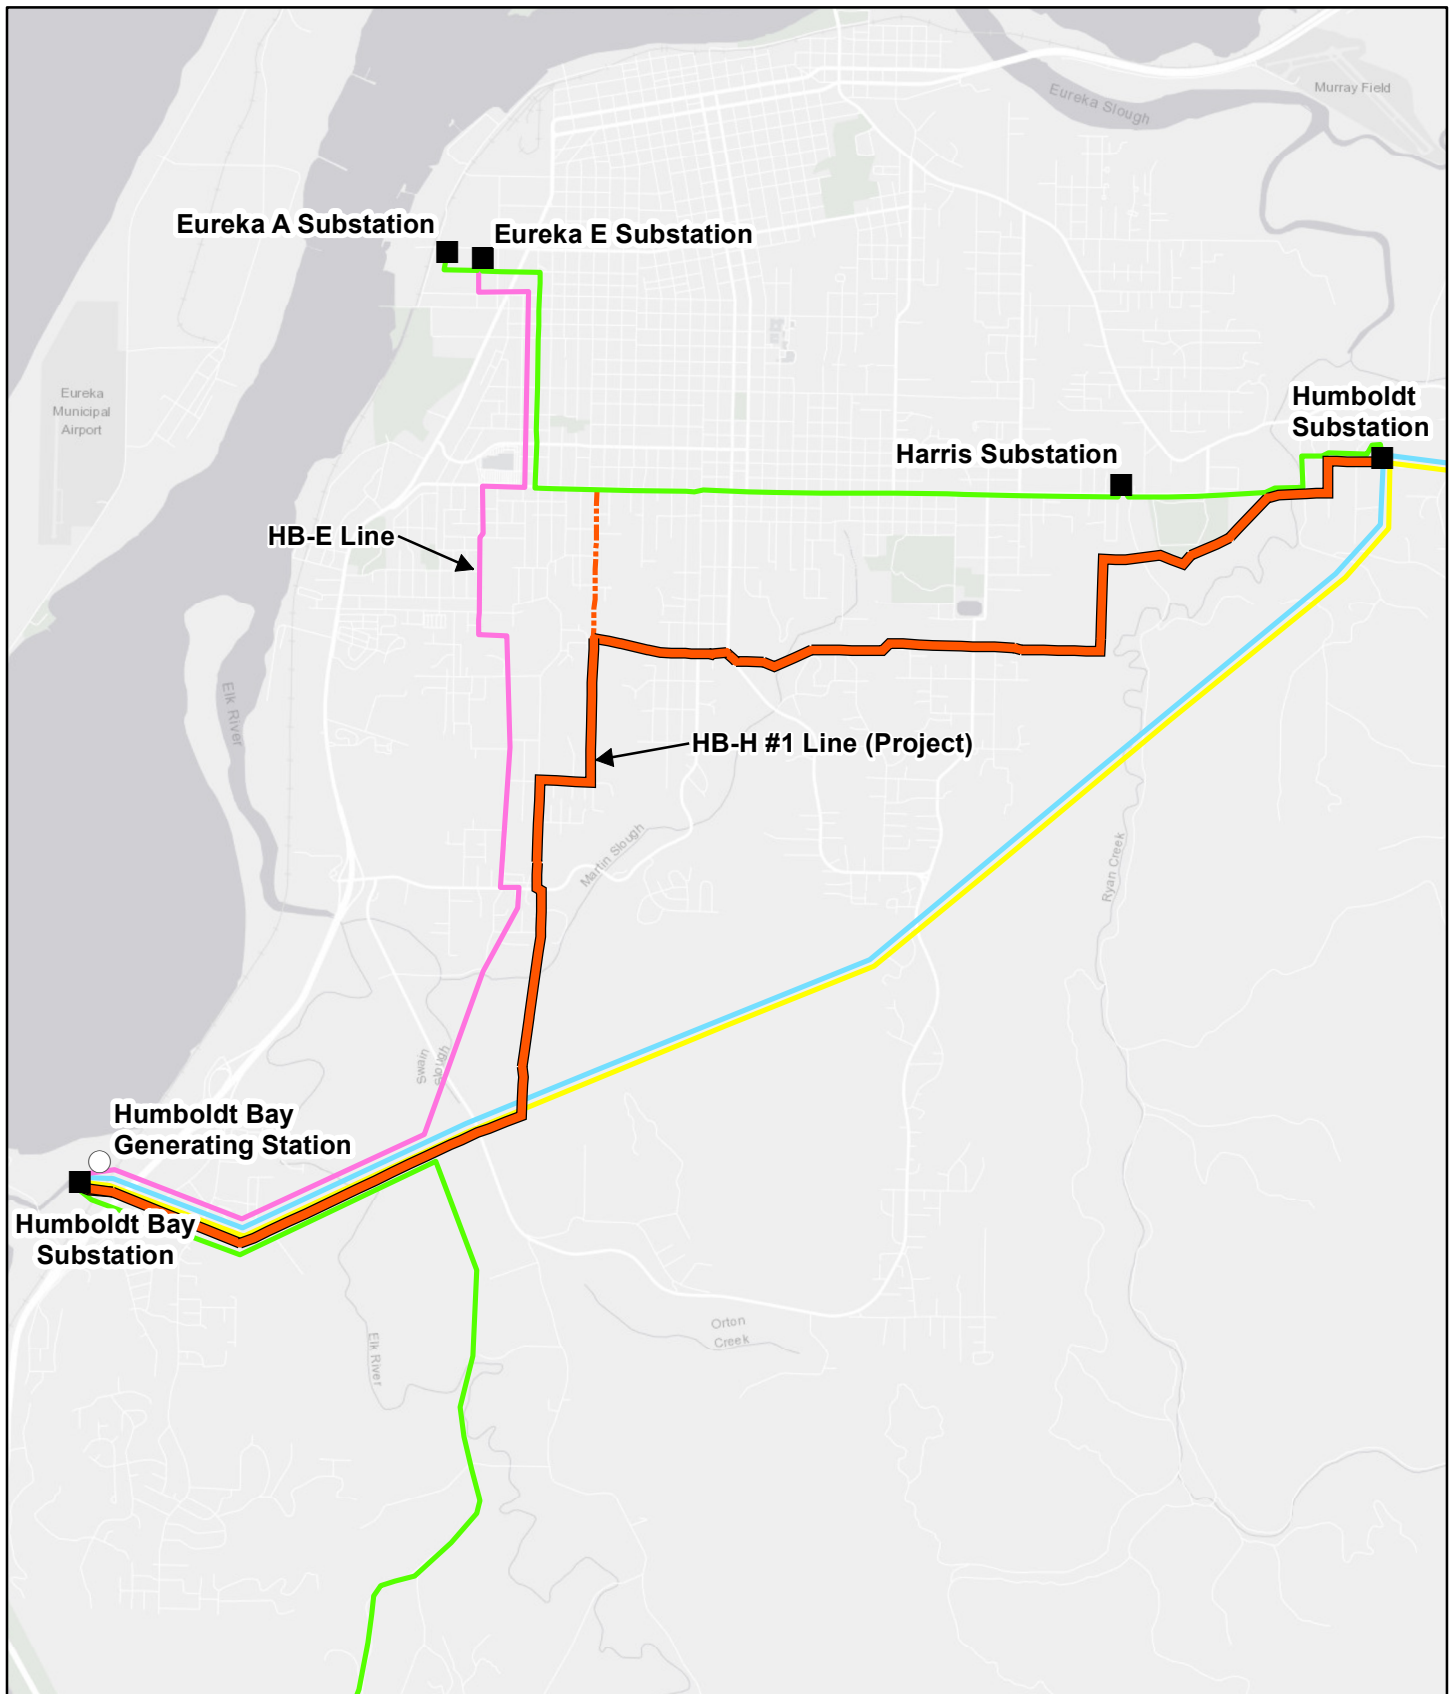 Murray Field
Eureka Slough
Eureka A Substation
Eureka E Substation
Eureka
Municipal
Airport
Humboldt
Substation
Harris Substation
HB-E Line
Elk River
HB-H #1 Line (Project)
Martin Slough
Ryan Creek
Swain
Slough
Humboldt Bay
Generating Station
Humboldt Bay
Substation
Orton
Creek
Elk River